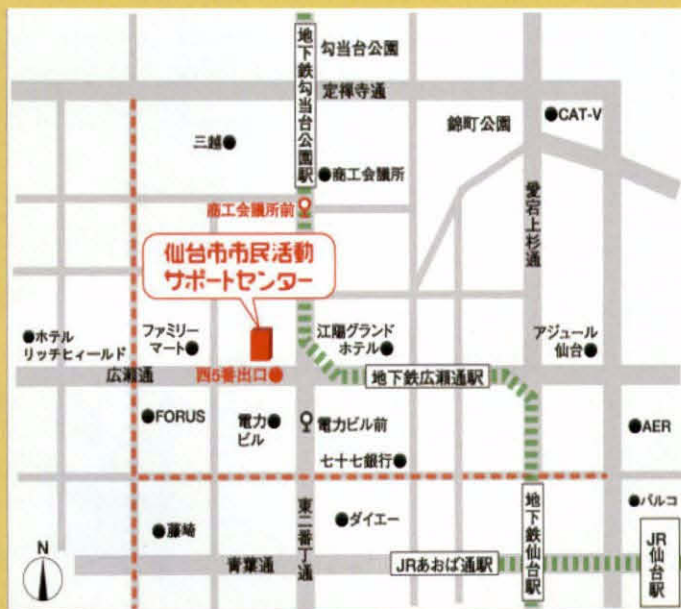 勾当台公園
地下鉄勾当台公園駅
定禅寺通
錦町公園
CAT-V
三越
商工会議所
愛宕上杉通
商工会議所前
仙台市市民活動
サポートセンター
ホテル
リッチヒィールド
ファミリー
マート
江陽グランド
ホテル
アジュール
仙台
広瀬通
西5番出口
地下鉄広瀬通駅
FORUS
電力
ビル
電力ビル前
AER
七十七銀行
パルコ
東二番丁通
地下鉄仙台駅
藤崎
ダイエー
N
青葉通
JRあおば通駅
JR
仙台駅